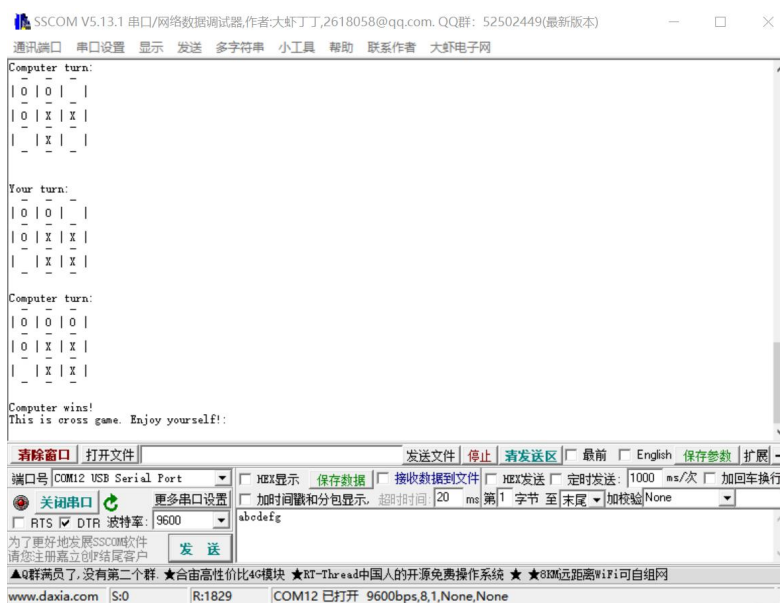 SSCOM V5.13.1 串口/网络数据调试器,作者:大虾丁丁,2618058@qq.com. QQ群: 52502449(最新版本)
通讯端口 串口设置 显示 发送 多字符串 小工具 帮助 联系作者 大虾电子网
Computer turn:
_ _ _
| O | O |   |
_ _ _
| O | X | X |
_ _ _
|   | X |   |
_ _ _
Your turn:
_ _ _
| O | O |   |
_ _ _
| O | X | X |
_ _ _
|   | X | X |
_ _ _
Computer turn:
_ _ _
| O | O | O |
_ _ _
| O | X | X |
_ _ _
|   | X | X |
_ _ _
Computer wins!
This is cross game. Enjoy yourself!:
清除窗口 打开文件 发送文件 停止 清发送区 最前 English 保存参数 扩展 -
端口号 COM12 USB Serial Port HEX显示 保存数据 接收数据到文件 HEX发送 定时发送: 1000 ms/次 加回车换行
关闭串口 更多串口设置 加时间戳和分包显示, 超时时间: 20 ms 第1 字节 至 末尾 加校验 None
RTS DTR 波特率: 9600 abcdefg
为了更好地发展SSCOM软件
请您注册嘉立创F结尾客户 发 送
▲Q群满员了,没有第二个群. ★合宙高性价比4G模块 ★RT-Thread中国人的开源免费操作系统 ★ ★8KM远距离WiFi可自组网
www.daxia.com S:0 R:1829 COM12 已打开 9600bps,8,1,None,None